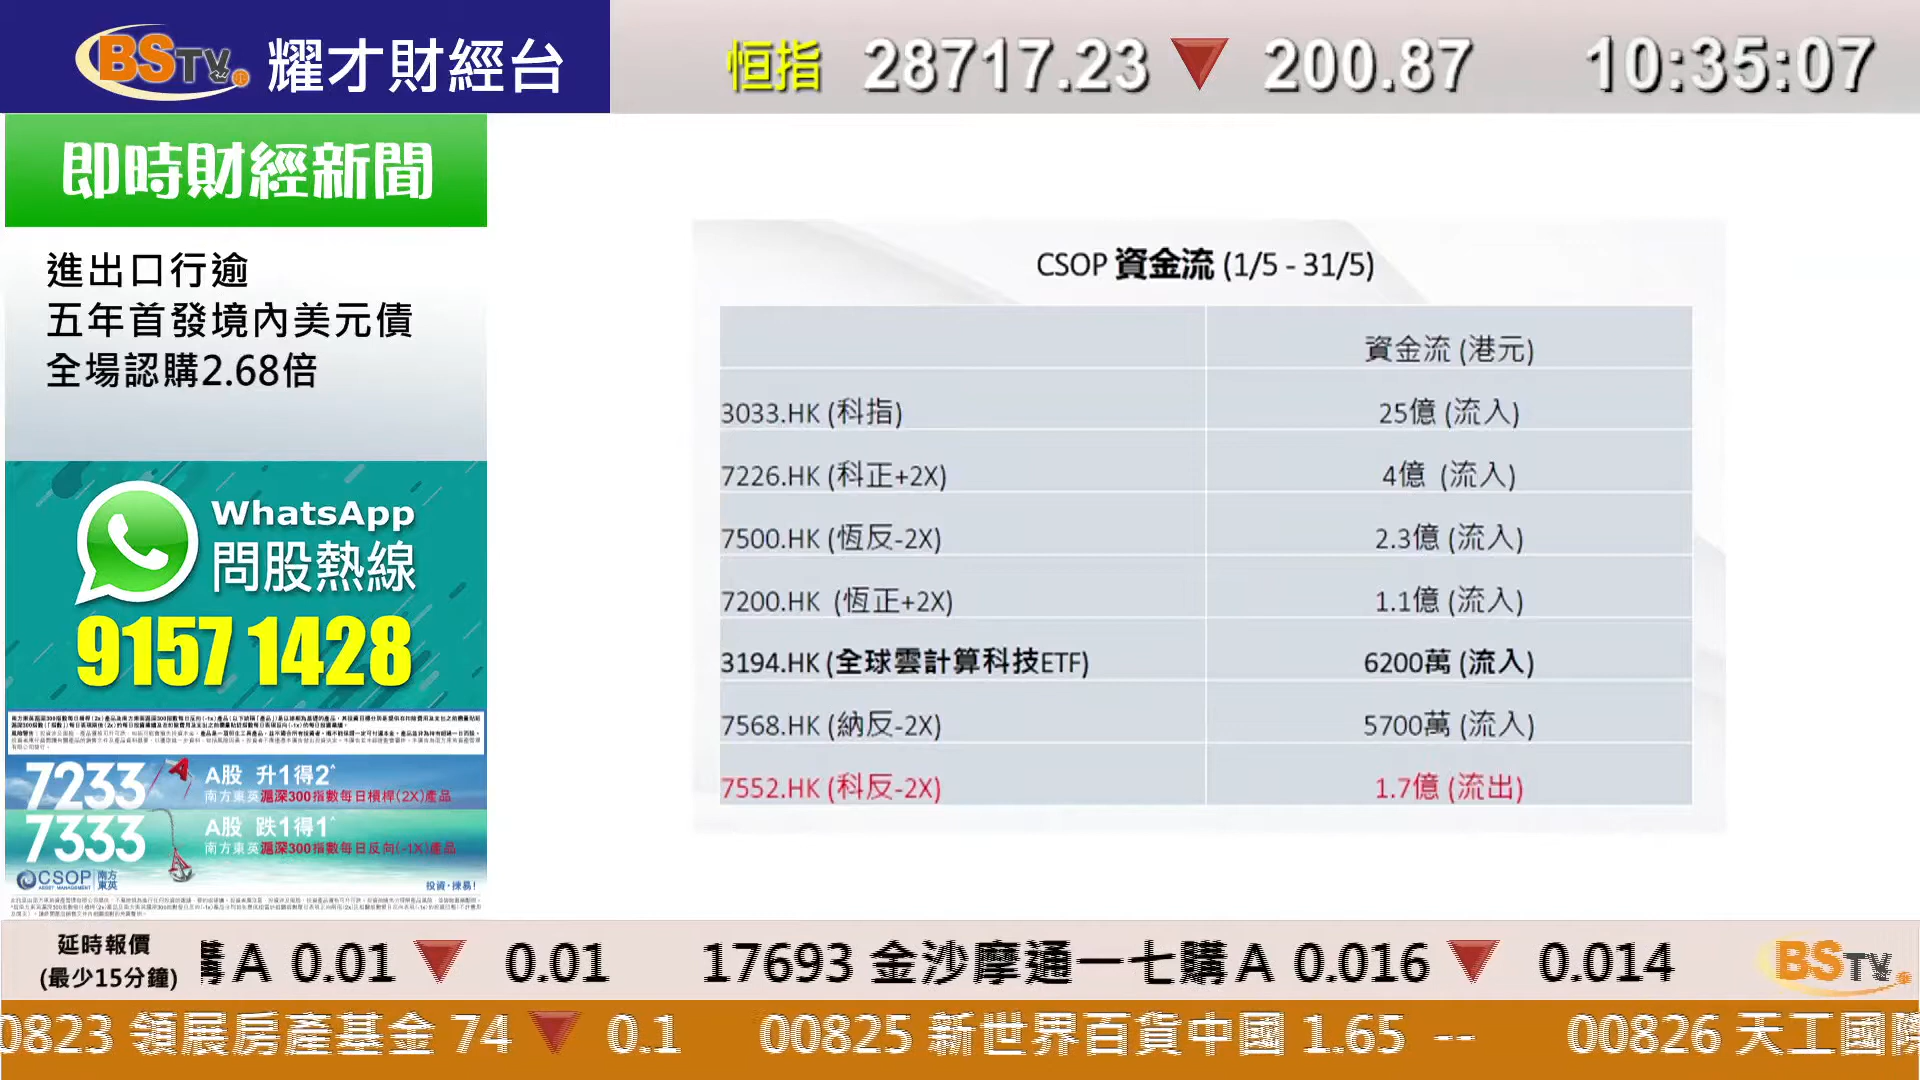 BSTV 耀才財經台
恒指 28717.23 ▼ 200.87 10:35:07
即時財經新聞
進出口行逾
五年首發境內美元債
全場認購2.68倍
WhatsApp
問股熱線
9157 1428
7233 A股 升1得2^
南方東英滬深300指數每日槓桿(2X)產品
7333 A股 跌1得1^
南方東英滬深300指數每日反向(-1X)產品
CSOP 南方東英
ASSET MANAGEMENT
投資·揀易!
CSOP 資金流 (1/5 - 31/5)
資金流 (港元)
3033.HK (科指) 25億 (流入)
7226.HK (科正+2X) 4億 (流入)
7500.HK (恆反-2X) 2.3億 (流入)
7200.HK (恆正+2X) 1.1億 (流入)
3194.HK (全球雲計算科技ETF) 6200萬 (流入)
7568.HK (納反-2X) 5700萬 (流入)
7552.HK (科反-2X) 1.7億 (流出)
延時報價
(最少15分鐘)
A 0.01 ▼ 0.01 17693 金沙摩通一七購A 0.016 ▼ 0.014
BSTV
0823 領展房產基金 74 ▼ 0.1 00825 新世界百貨中國 1.65 -- 00826 天工國際